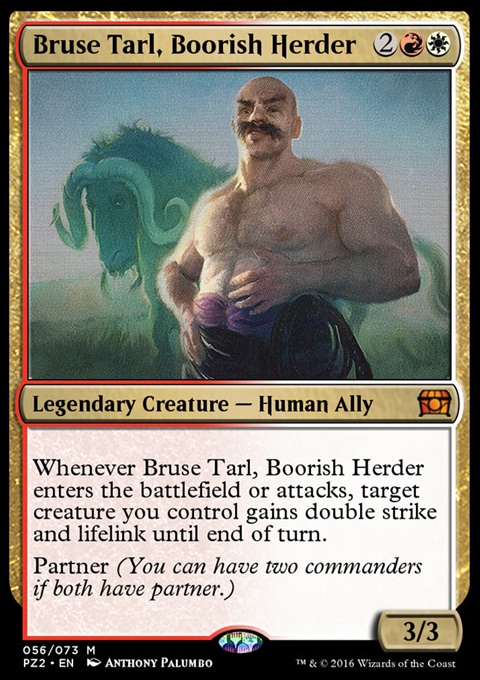 Bruse Tarl, Boorish Herder 2
Legendary Creature — Human Ally
Whenever Bruse Tarl, Boorish Herder
enters the battlefield or attacks, target
creature you control gains double strike
and lifelink until end of turn.
Partner (You can have two commanders
if both have partner.)
3/3
056/073 M
PZ2 • EN Anthony Palumbo
™ & © 2016 Wizards of the Coast